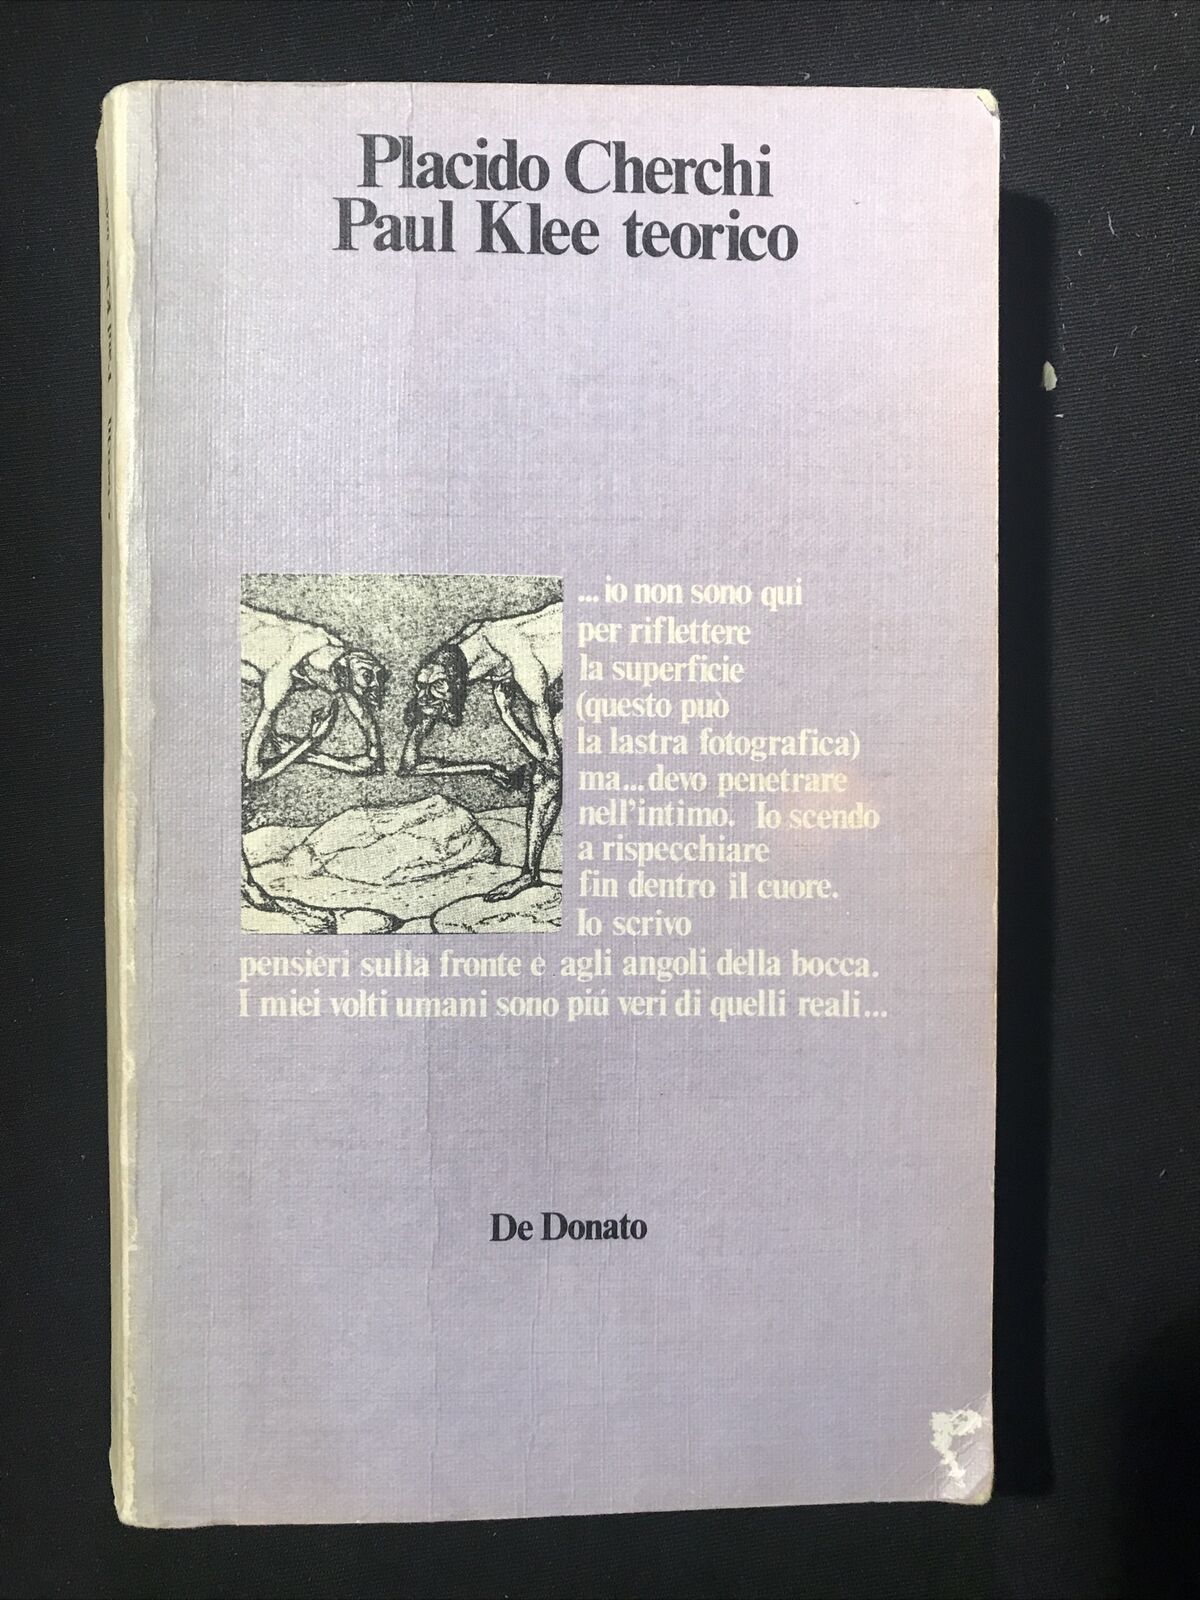 Placido Cherchi
Paul Klee teorico
... io non sono qui
per riflettere
la superficie
(questo può
la lastra fotografica)
ma... devo penetrare
nell'intimo. Io scendo
a rispecchiare
fin dentro il cuore.
Io scrivo
pensieri sulla fronte e agli angoli della bocca.
I miei volti umani sono piú veri di quelli reali...
De Donato